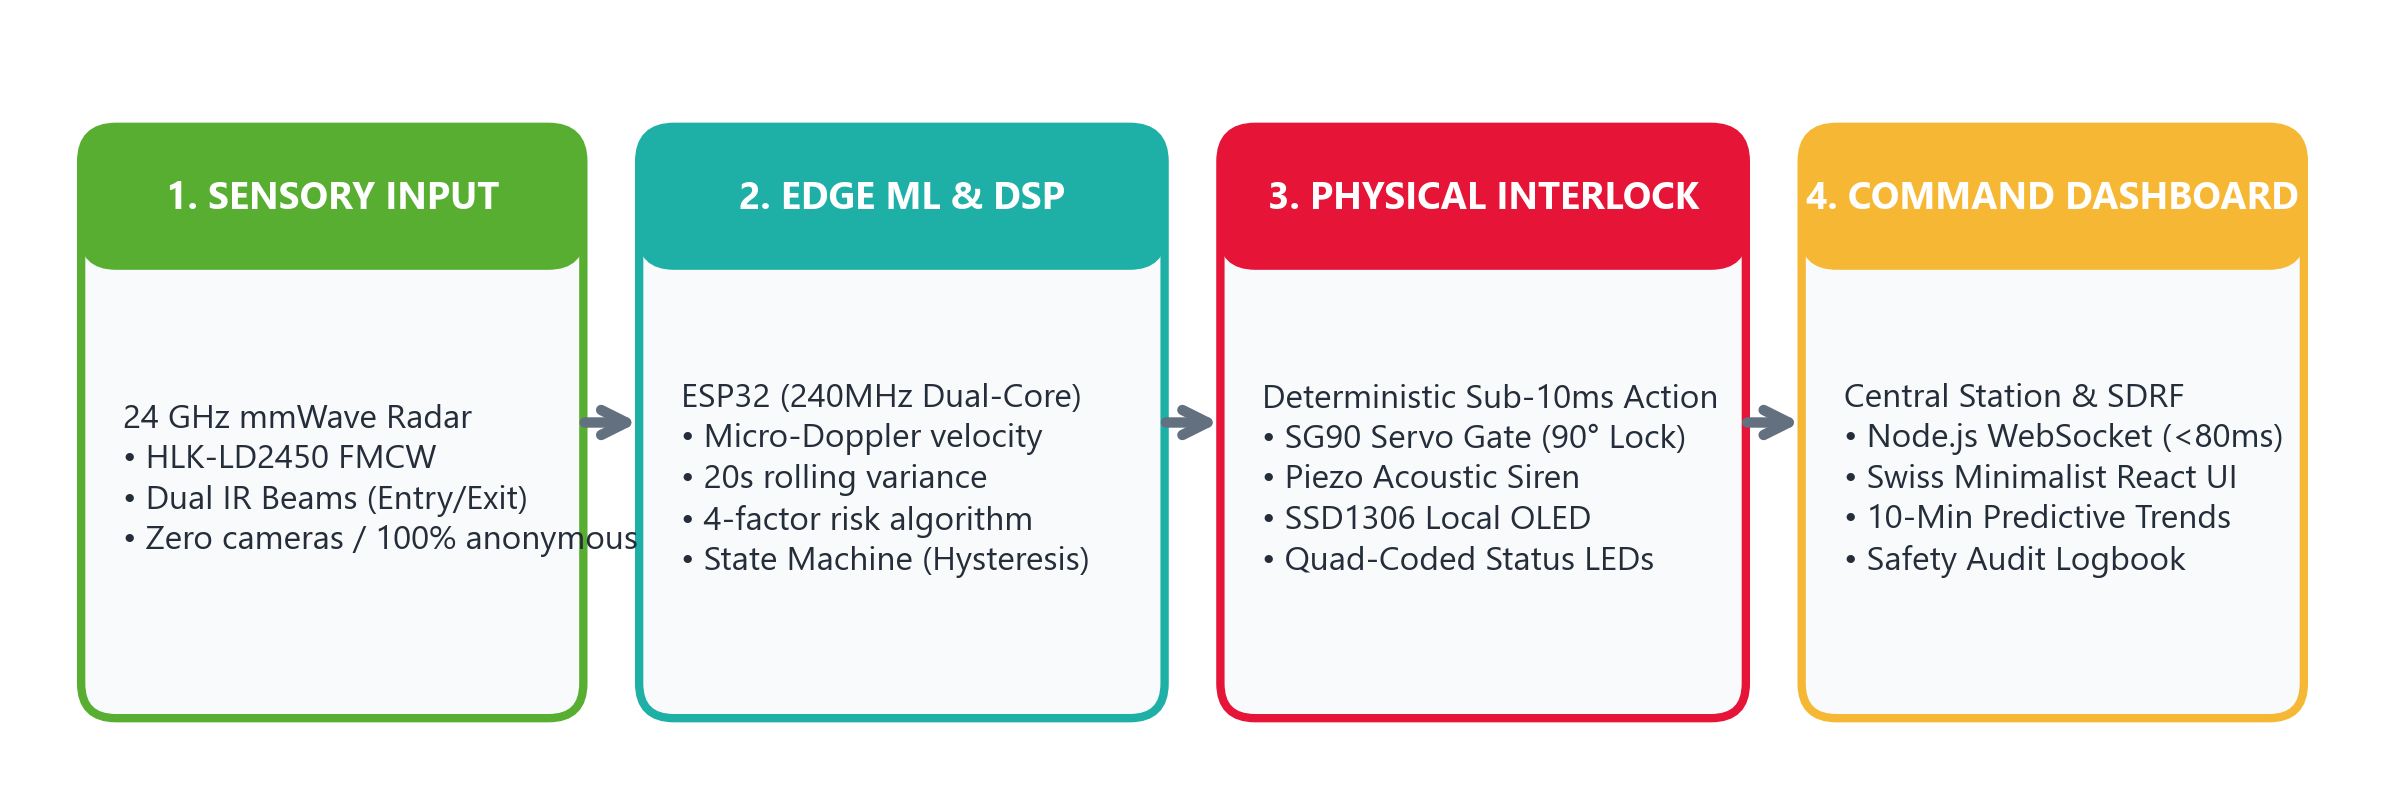 1. SENSORY INPUT
24 GHz mmWave Radar
• HLK-LD2450 FMCW
• Dual IR Beams (Entry/Exit)
• Zero cameras / 100% anonymous
2. EDGE ML & DSP
ESP32 (240MHz Dual-Core)
• Micro-Doppler velocity
• 20s rolling variance
• 4-factor risk algorithm
• State Machine (Hysteresis)
3. PHYSICAL INTERLOCK
Deterministic Sub-10ms Action
• SG90 Servo Gate (90° Lock)
• Piezo Acoustic Siren
• SSD1306 Local OLED
• Quad-Coded Status LEDs
4. COMMAND DASHBOARD
Central Station & SDRF
• Node.js WebSocket (<80ms)
• Swiss Minimalist React UI
• 10-Min Predictive Trends
• Safety Audit Logbook